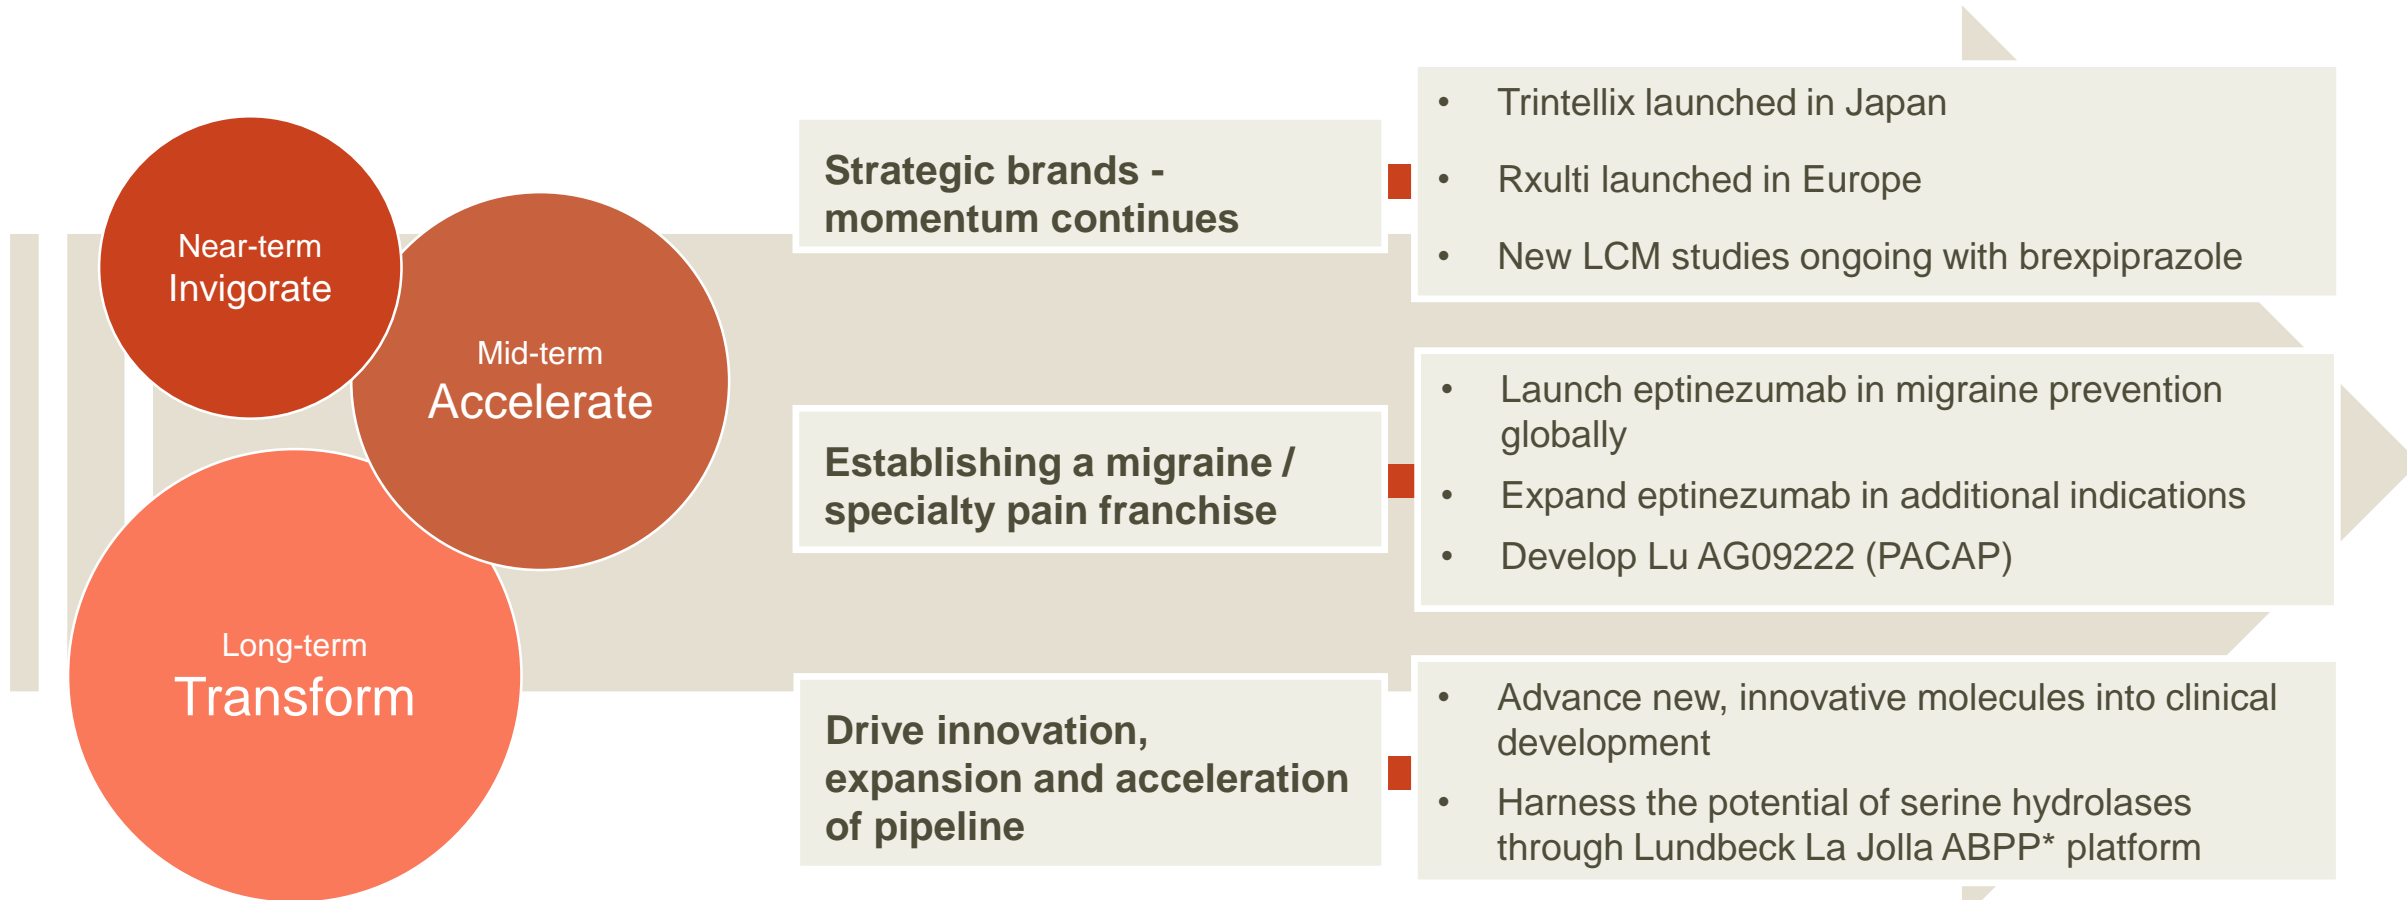 Near-term
Invigorate
Mid-term
Accelerate
Long-term
Transform
Strategic brands -
momentum continues
• Trintellix launched in Japan
• Rxulti launched in Europe
• New LCM studies ongoing with brexpiprazole
Establishing a migraine /
specialty pain franchise
• Launch eptinezumab in migraine prevention
globally
• Expand eptinezumab in additional indications
• Develop Lu AG09222 (PACAP)
Drive innovation,
expansion and acceleration
of pipeline
• Advance new, innovative molecules into clinical
development
• Harness the potential of serine hydrolases
through Lundbeck La Jolla ABPP* platform